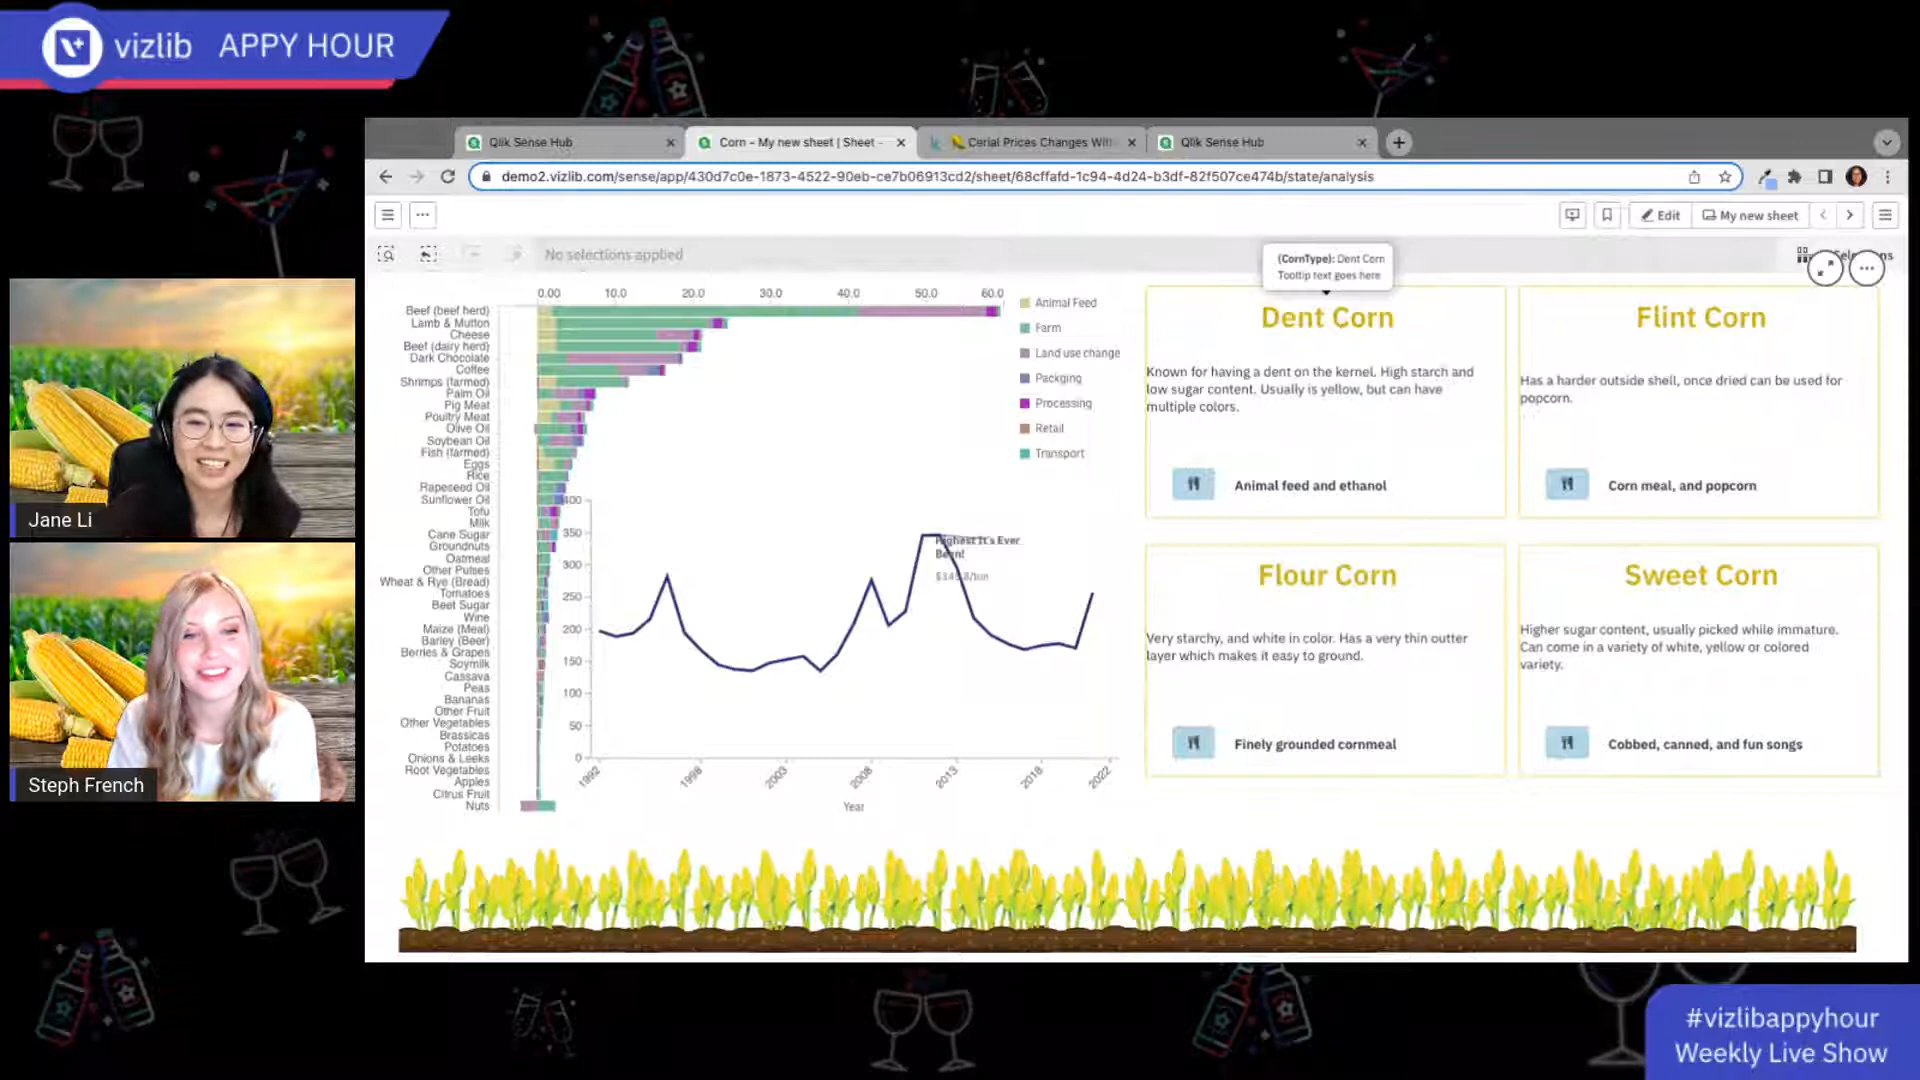 vizlib APPY HOUR
Qlik Sense Hub
Corn - My new sheet | Sheet -
Cerial Prices Changes With
Qlik Sense Hub
demo2.vizlib.com/sense/app/430d7c0e-1873-4522-90eb-ce7b06913cd2/sheet/68cffafd-1c94-4d24-b3df-82f507ce474b/state/analysis
Edit
My new sheet
No selections applied
(CornType): Dent Corn
Tooltip text goes here
0.00 10.0 20.0 30.0 40.0 50.0 60.0
Beef (beef herd)
Lamb & Mutton
Cheese
Beef (dairy herd)
Dark Chocolate
Coffee
Shrimps (farmed)
Palm Oil
Pig Meat
Poultry Meat
Olive Oil
Soybean Oil
Fish (farmed)
Eggs
Rice
Rapeseed Oil
Sunflower Oil
Tofu
Milk
Cane Sugar
Groundnuts
Oatmeal
Other Pulses
Wheat & Rye (Bread)
Tomatoes
Beet Sugar
Wine
Maize (Meal)
Barley (Beer)
Berries & Grapes
Soymilk
Cassava
Peas
Bananas
Other Fruit
Other Vegetables
Brassicas
Potatoes
Onions & Leeks
Root Vegetables
Apples
Citrus Fruit
Nuts
Animal Feed
Farm
Land use change
Packging
Processing
Retail
Transport
400
350
300
250
200
150
100
50
0
Highest It's Ever
Been!
$345.8/ton
1992 1998 2003 2008 2013 2018 2022
Year
Dent Corn
Known for having a dent on the kernel. High starch and
low sugar content. Usually is yellow, but can have
multiple colors.
Animal feed and ethanol
Flint Corn
Has a harder outside shell, once dried can be used for
popcorn.
Corn meal, and popcorn
Flour Corn
Very starchy, and white in color. Has a very thin outter
layer which makes it easy to ground.
Finely grounded cornmeal
Sweet Corn
Higher sugar content, usually picked while immature.
Can come in a variety of white, yellow or colored
variety.
Cobbed, canned, and fun songs
Jane Li
Steph French
#vizlibappyhour
Weekly Live Show